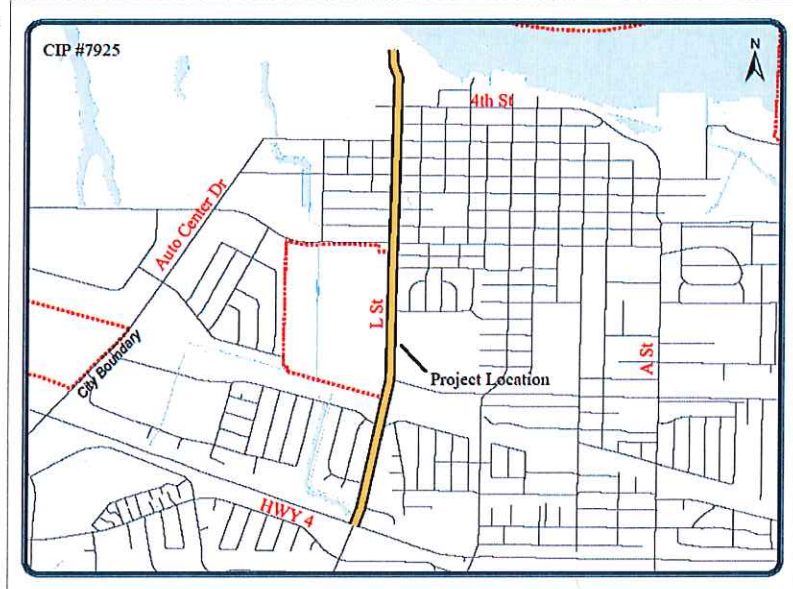 CIP #7925
N
4th St
Auto Center Dr
L St
A St
City Boundary
Project Location
HWY 4